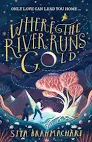 ONLY LOVE CAN LEAD YOU HOME...
WHERE THE
RIVER RUNS
GOLD
SITA BRAHMACHARI